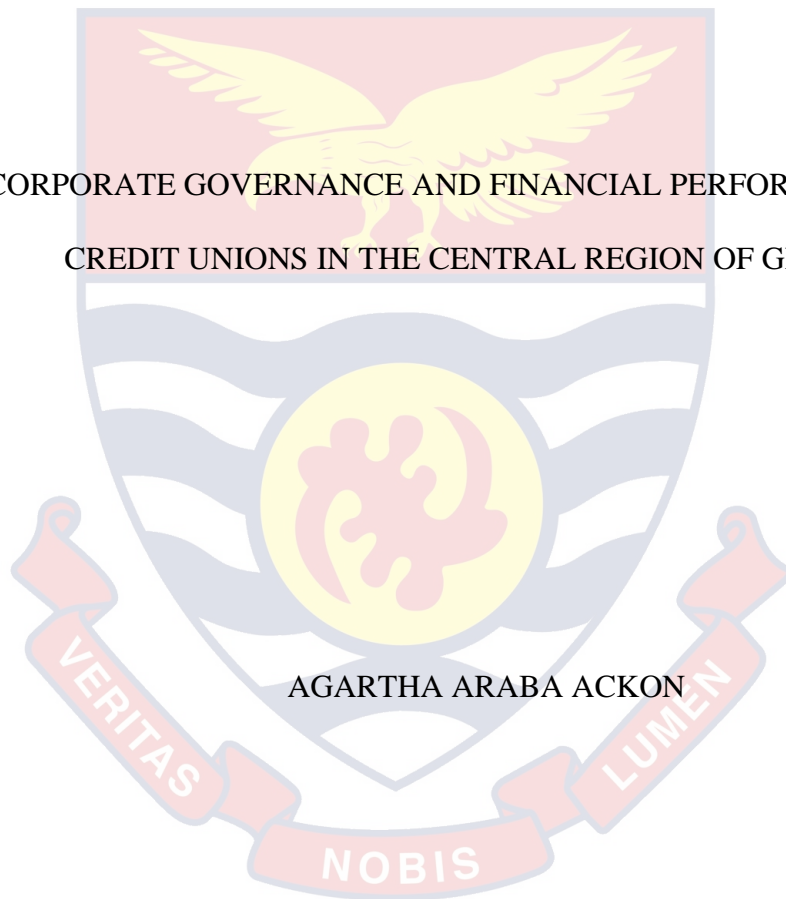 CORPORATE GOVERNANCE AND FINANCIAL
CREDIT UNIONS IN THE CENTRAL REGION OF
AGARTHA ARABA ACKON
VERITAS
NOBIS
LUMEN